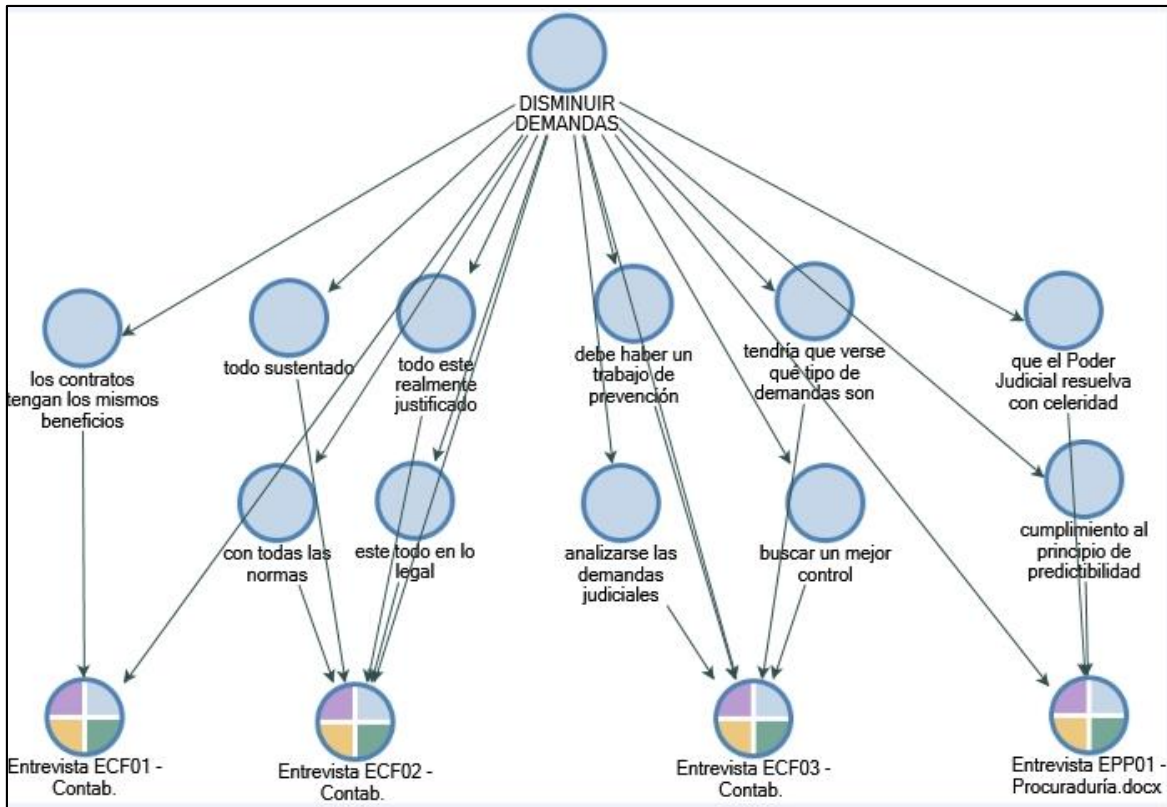 DISMINUIR
DEMANDAS
los contratos
tengan los mismos
beneficios
todo sustentado
todo este
realmente
justificado
debe haber un
trabajo de
prevención
tendría que verse
que tipo de
demandas son
que el Poder
Judicial resuelva
con celeridad
con todas las
normas
este todo en lo
legal
analizarse las
demandas
judiciales
buscar un mejor
control
cumplimiento al
principio de
predictibilidad
Entrevista ECF01 -
Contab.
Entrevista ECF02 -
Contab.
Entrevista ECF03 -
Contab.
Entrevista EPP01 -
Procuraduría.docx